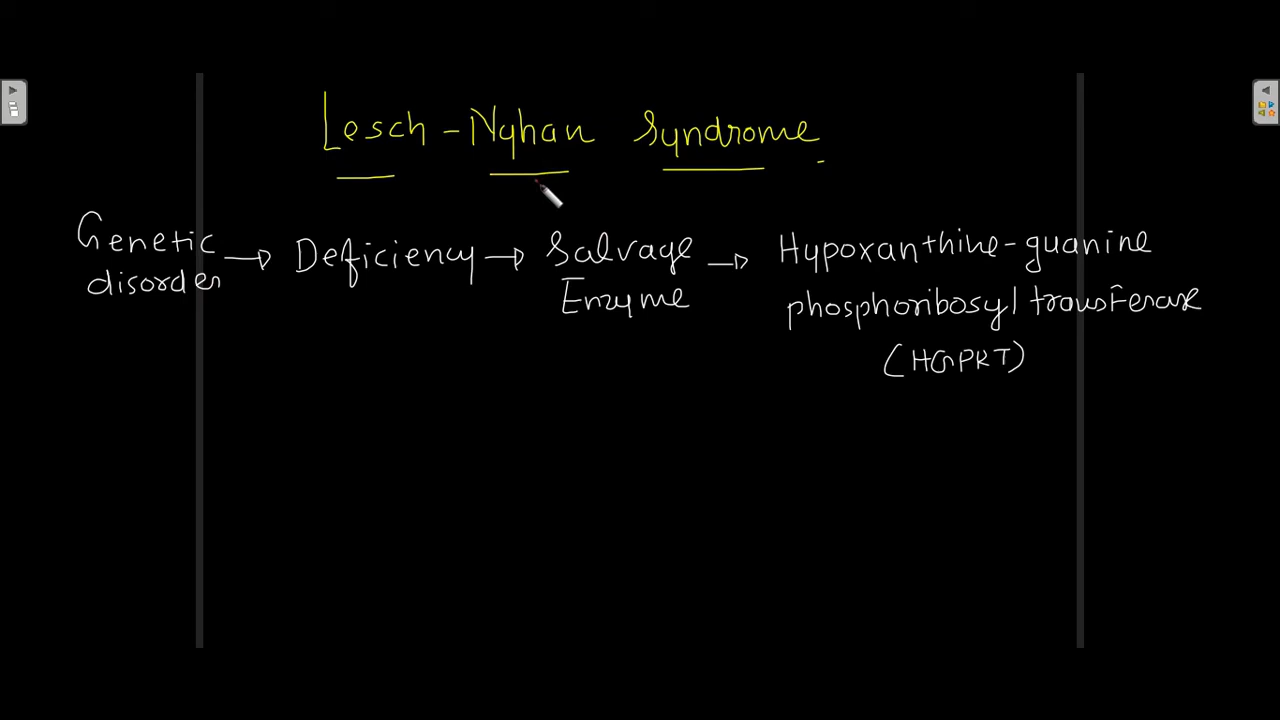 Lesch-Nyhan Syndrome
Genetic disorder → Deficiency → Salvage Enzyme → Hypoxanthine-guanine
phosphoribosyl transferase
(HGPRT)